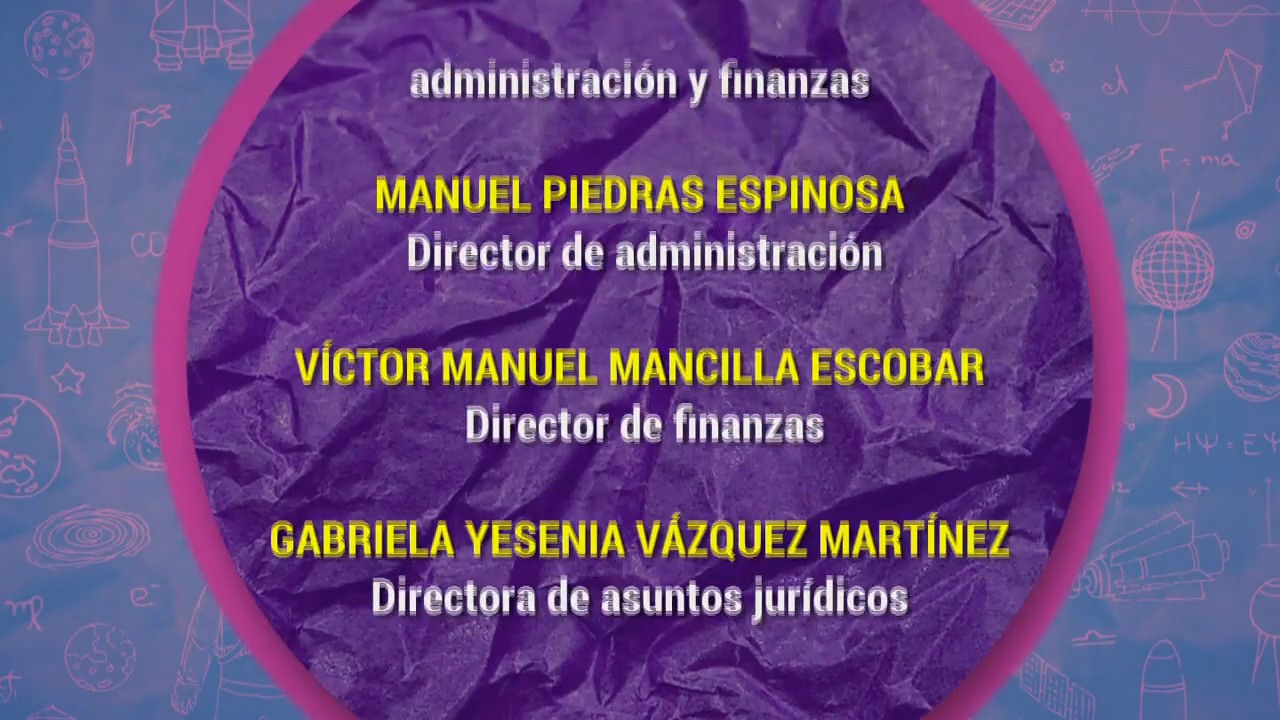 administración y finanzas
MANUEL PIEDRAS ESPINOSA
Director de administración
VÍCTOR MANUEL MANCILLA ESCOBAR
Director de finanzas
GABRIELA YESENIA VÁZQUEZ MARTÍNEZ
Directora de asuntos jurídicos
F = ma